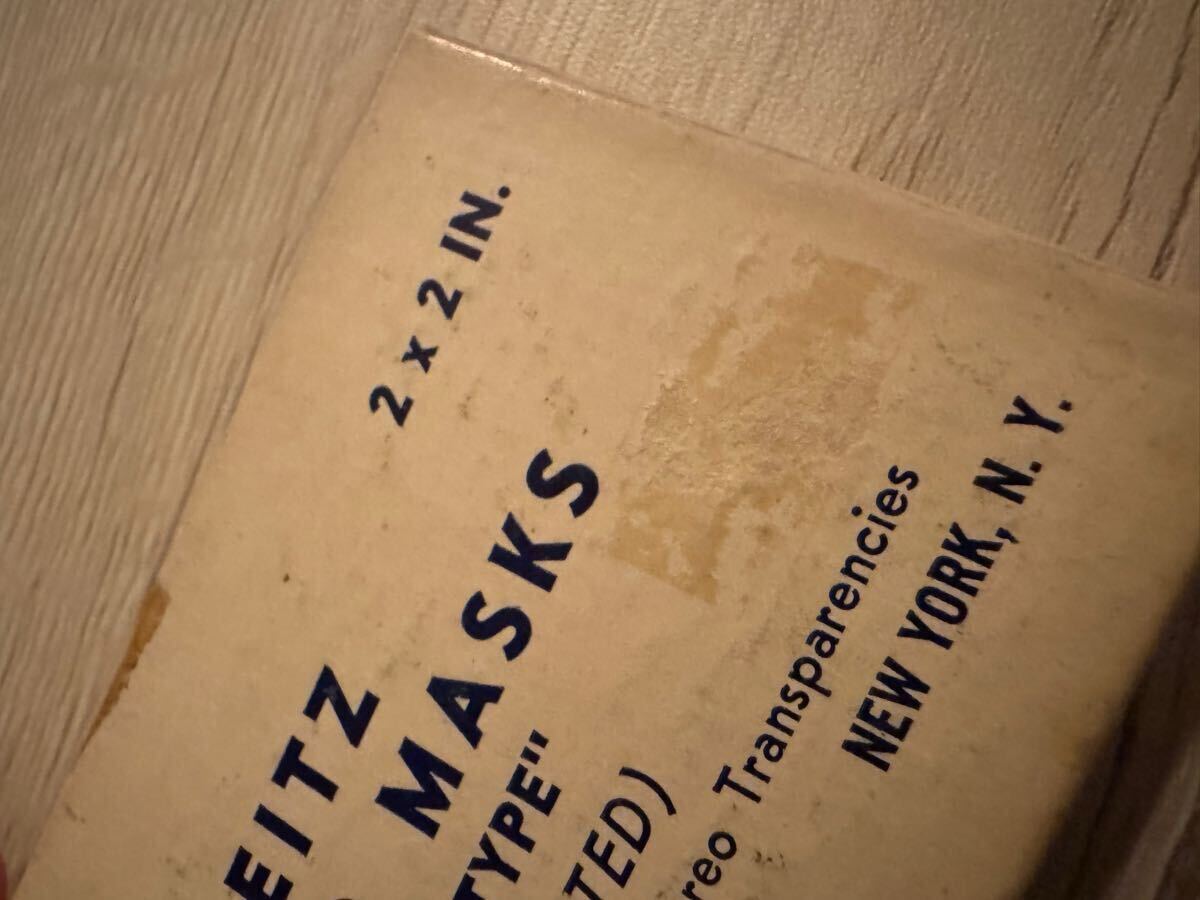 2 x 2 IN.
EITZ
MASKS
TYPE"
TED)
reo Transparencies
NEW YORK, N. Y.